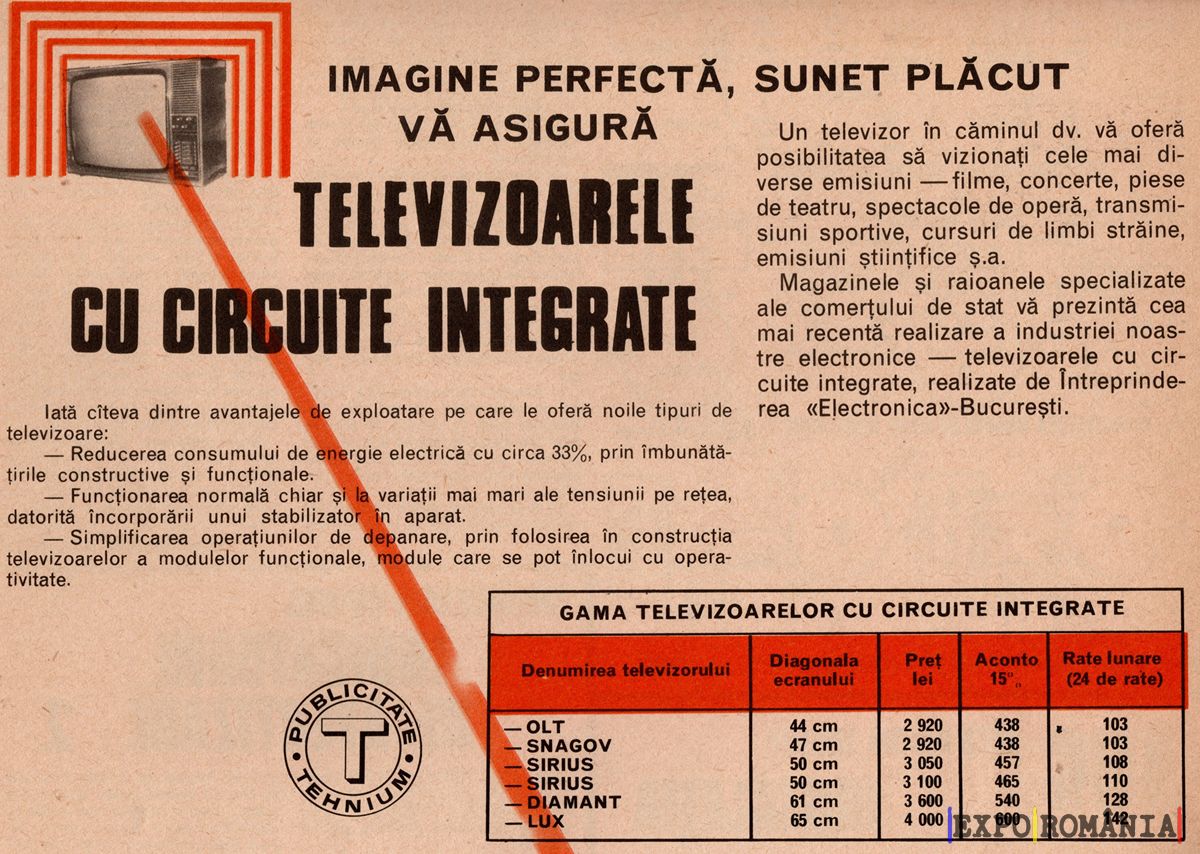 IMAGINE PERFECTĂ, SUNET PLĂCUT
VĂ ASIGURĂ
TELEVIZOARELE
CU CIRCUITE INTEGRATE
Un televizor în căminul dv. vă oferă
posibilitatea să vizionați cele mai di-
verse emisiuni — filme, concerte, piese
de teatru, spectacole de operă, transmi-
siuni sportive, cursuri de limbi străine,
emisiuni științifice ș.a.
Magazinele și raioanele specializate
ale comerțului de stat vă prezintă cea
mai recentă realizare a industriei noas-
tre electronice — televizoarele cu cir-
cuite integrate, realizate de Întreprinde-
rea «Electronica»-București.
Iată cîteva dintre avantajele de exploatare pe care le oferă noile tipuri de
televizoare:
— Reducerea consumului de energie electrică cu circa 33%, prin îmbunătă-
țirile constructive și funcționale.
— Funcționarea normală chiar și la variații mai mari ale tensiunii pe rețea,
datorită încorporării unui stabilizator în aparat.
— Simplificarea operațiunilor de depanare, prin folosirea în construcția
televizoarelor a modulelor funcționale, module care se pot înlocui cu opera-
tivitate.
PUBLICITATE
T
TEHNIUM
GAMA TELEVIZOARELOR CU CIRCUITE INTEGRATE
Denumirea televizorului Diagonala ecranului Preț lei Aconto 15% Rate lunare (24 de rate)
— OLT 44 cm 2 920 438 103
— SNAGOV 47 cm 2 920 438 103
— SIRIUS 50 cm 3 050 457 108
— SIRIUS 50 cm 3 100 465 110
— DIAMANT 61 cm 3 600 540 128
— LUX 65 cm 4 000 600 142
EXPO ROMÂNIA